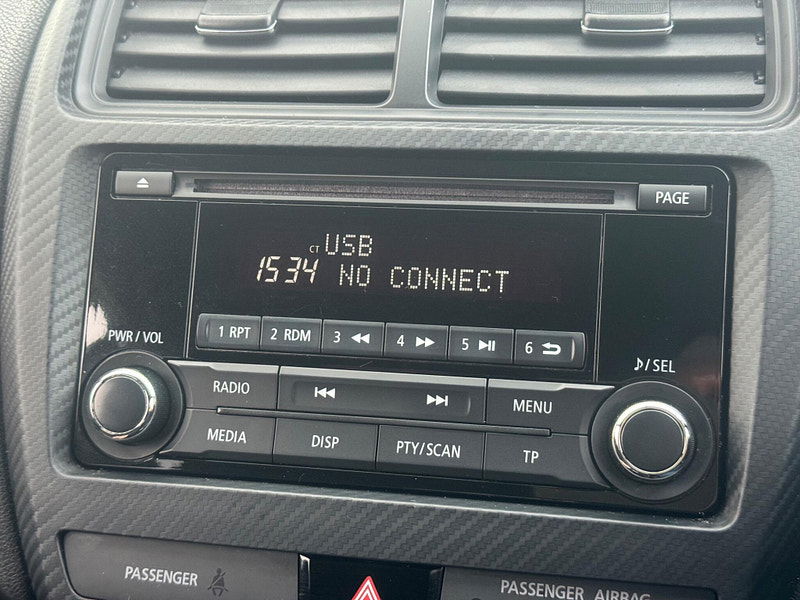 PAGE
CT USB
1534 NO CONNECT
PWR/VOL
1 RPT 2 RDM 3 4 5 6
♪/SEL
RADIO MENU
MEDIA DISP PTY/SCAN TP
PASSENGER
PASSENGER AIRBAG